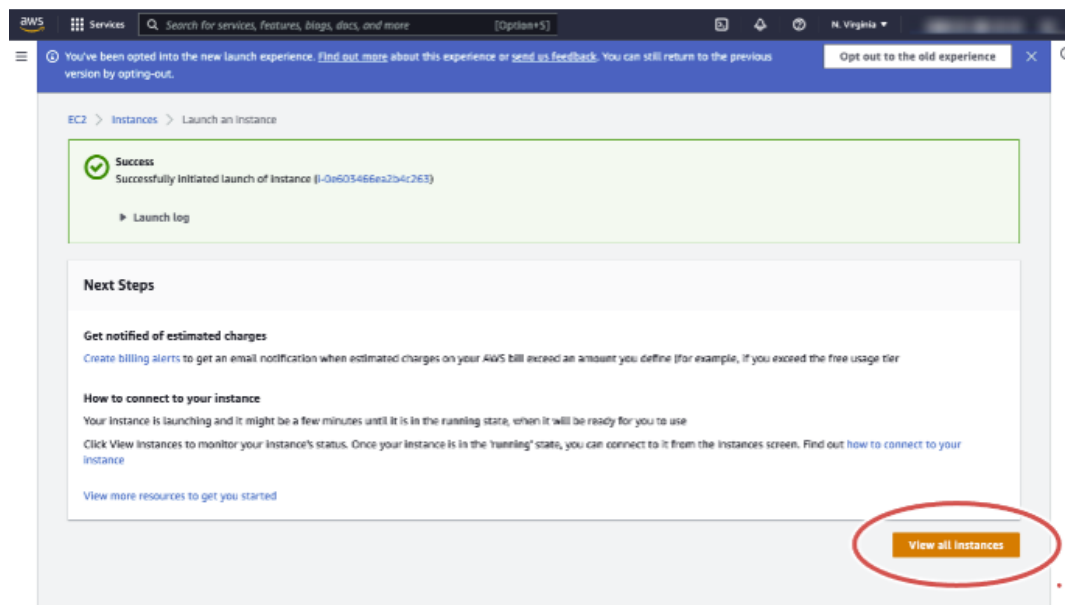 aws Services Search for services, features, blogs, docs, and more [Option+S] N. Virginia
You've been opted into the new launch experience. Find out more about this experience or send us feedback. You can still return to the previous
version by opting-out.
Opt out to the old experience
EC2 > Instances > Launch an instance
Success
Successfully initiated launch of instance (i-0e603466ea2b4c263)
Launch log
Next Steps
Get notified of estimated charges
Create billing alerts to get an email notification when estimated charges on your AWS bill exceed an amount you define (for example, if you exceed the free usage tier
How to connect to your instance
Your instance is launching and it might be a few minutes until it is in the running state, when it will be ready for you to use
Click View Instances to monitor your instance's status. Once your instance is in the 'running' state, you can connect to it from the Instances screen. Find out how to connect to your
instance
View more resources to get you started
View all instances